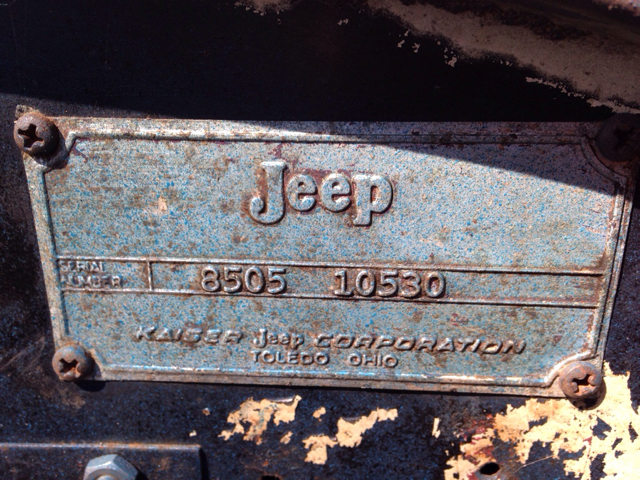 Jeep
SERIAL
NUMBER
8505 10530
KAISER Jeep CORPORATION
TOLEDO OHIO